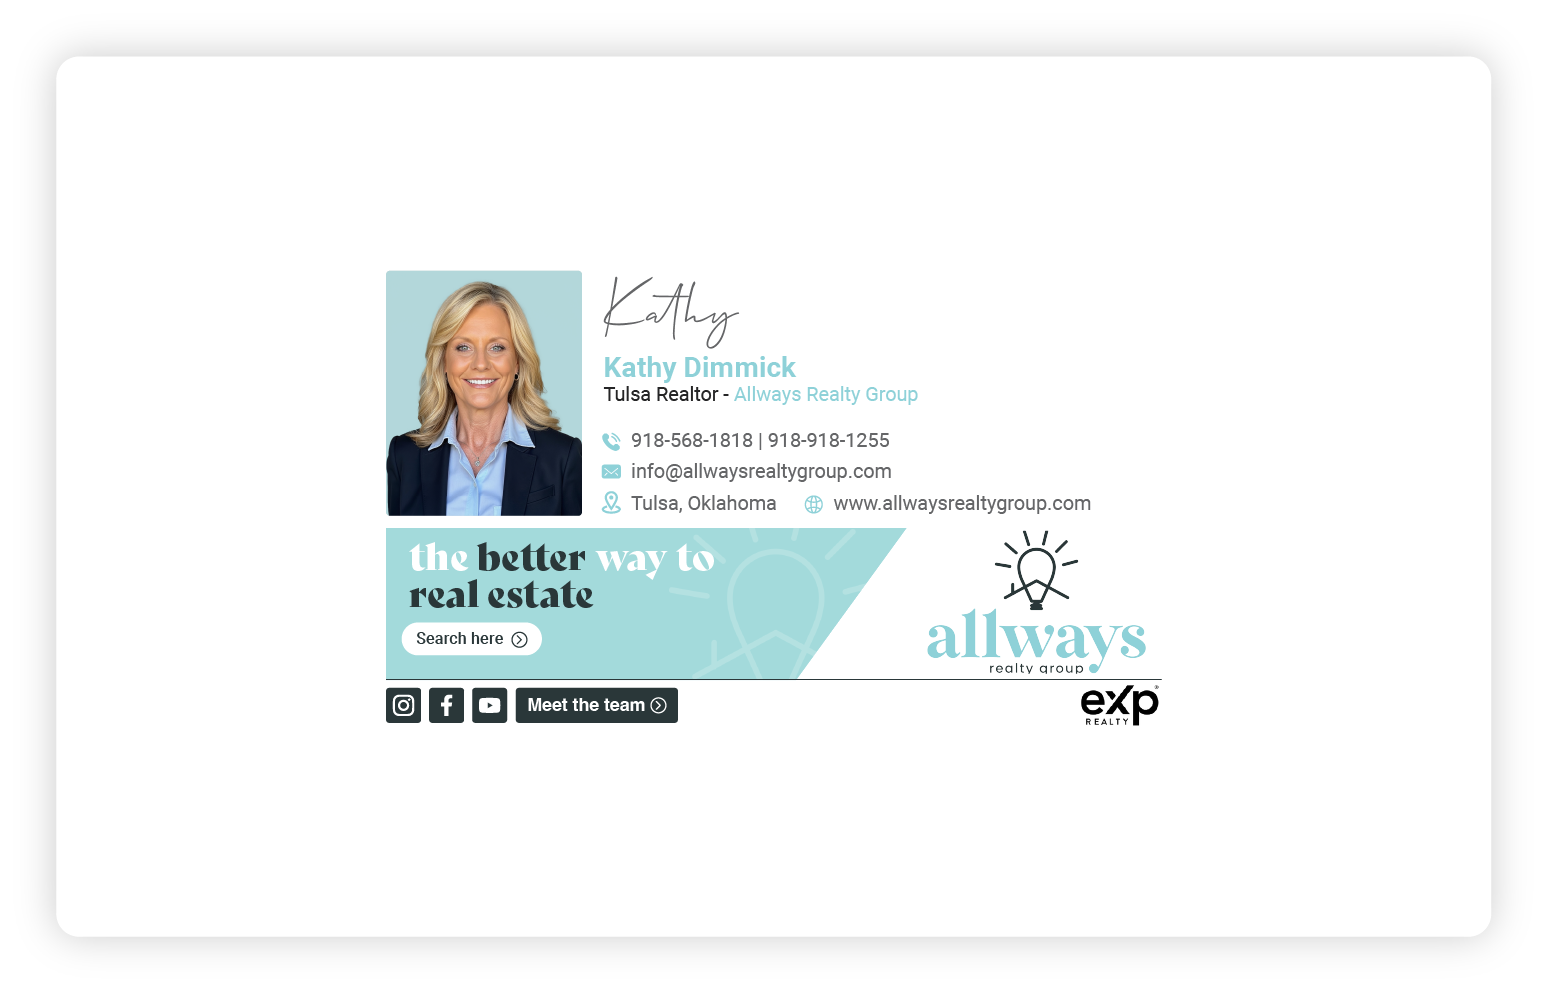 Kathy
Kathy Dimmick
Tulsa Realtor - Allways Realty Group
918-568-1818 | 918-918-1255
info@allwaysrealtygroup.com
Tulsa, Oklahoma www.allwaysrealtygroup.com
the better way to
real estate
Search here
allways
realty group
Meet the team
eXp®
REALTY